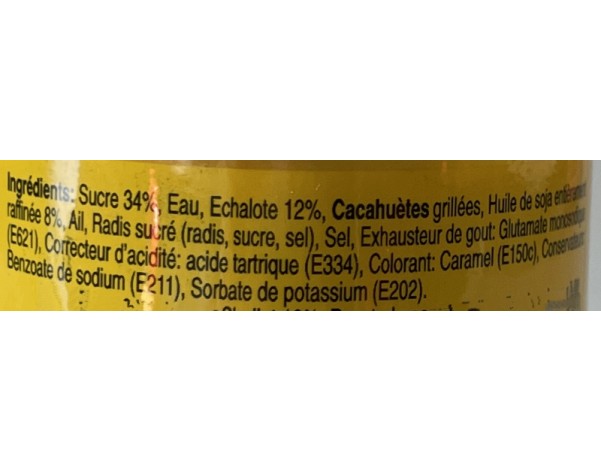 Ingrédients: Sucre 34%, Eau, Echalote 12%, Cacahuètes grillées, Huile de soja entièrement
raffinée 8%, Ail, Radis sucré (radis, sucre, sel), Sel, Exhausteur de gout: Glutamate monosodique
(E621), Correcteur d'acidité: acide tartrique (E334), Colorant: Caramel (E150c), Conservateurs:
Benzoate de sodium (E211), Sorbate de potassium (E202).